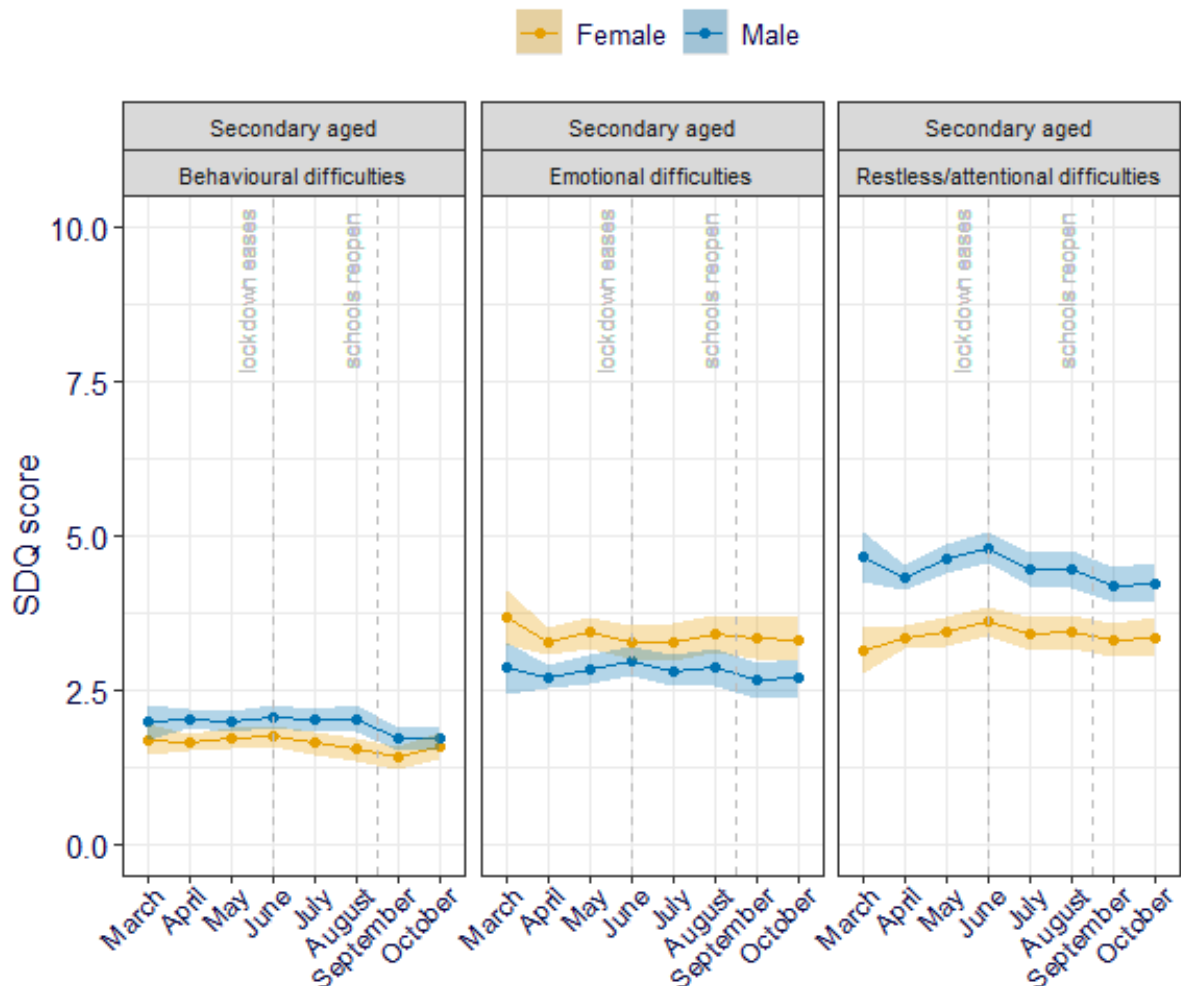 Female Male
Secondary aged
Secondary aged
Secondary aged
Behavioural difficulties
Emotional difficulties
Restless/attentional difficulties
SDQ score
10.0
7.5
5.0
2.5
0.0
lockdown eases
schools reopen
lockdown eases
schools reopen
lockdown eases
schools reopen
March
April
May
June
July
August
September
October
March
April
May
June
July
August
September
October
March
April
May
June
July
August
September
October